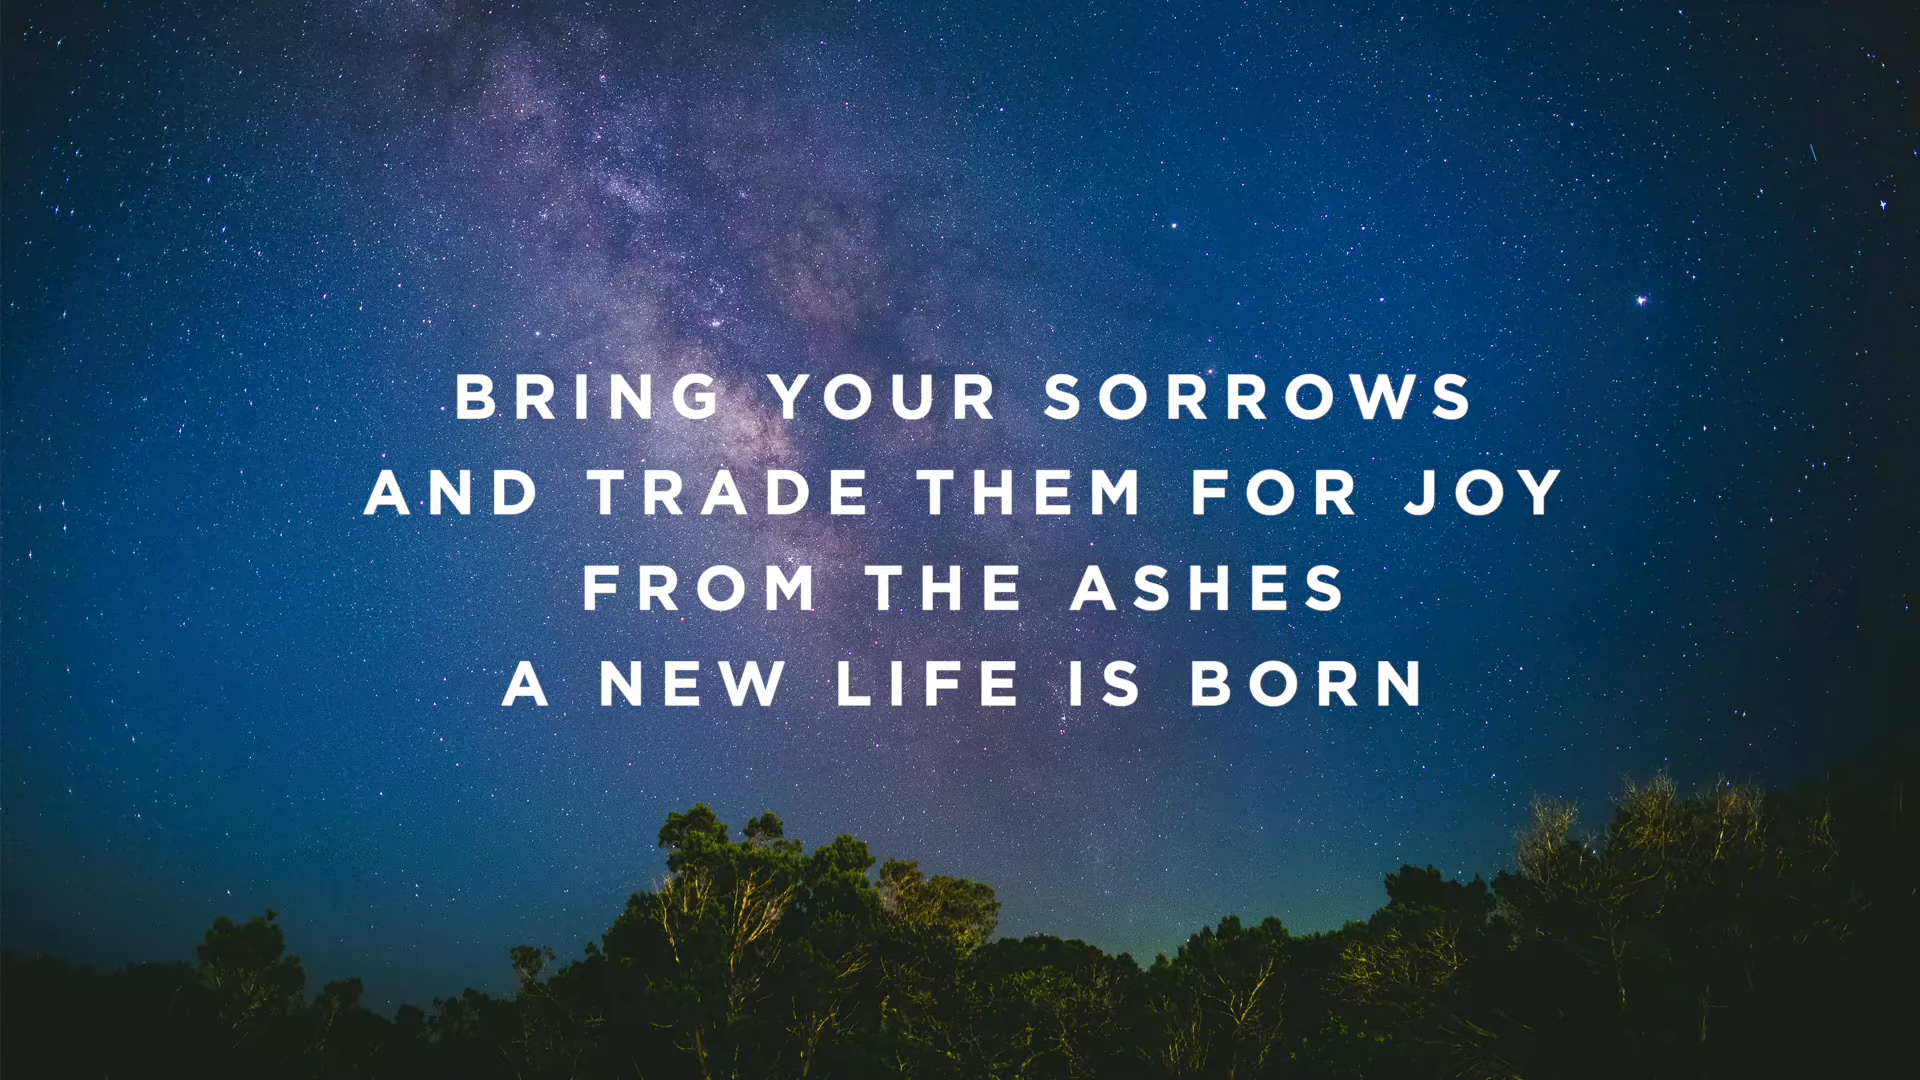 BRING YOUR SORROWS
AND TRADE THEM FOR JOY
FROM THE ASHES
A NEW LIFE IS BORN